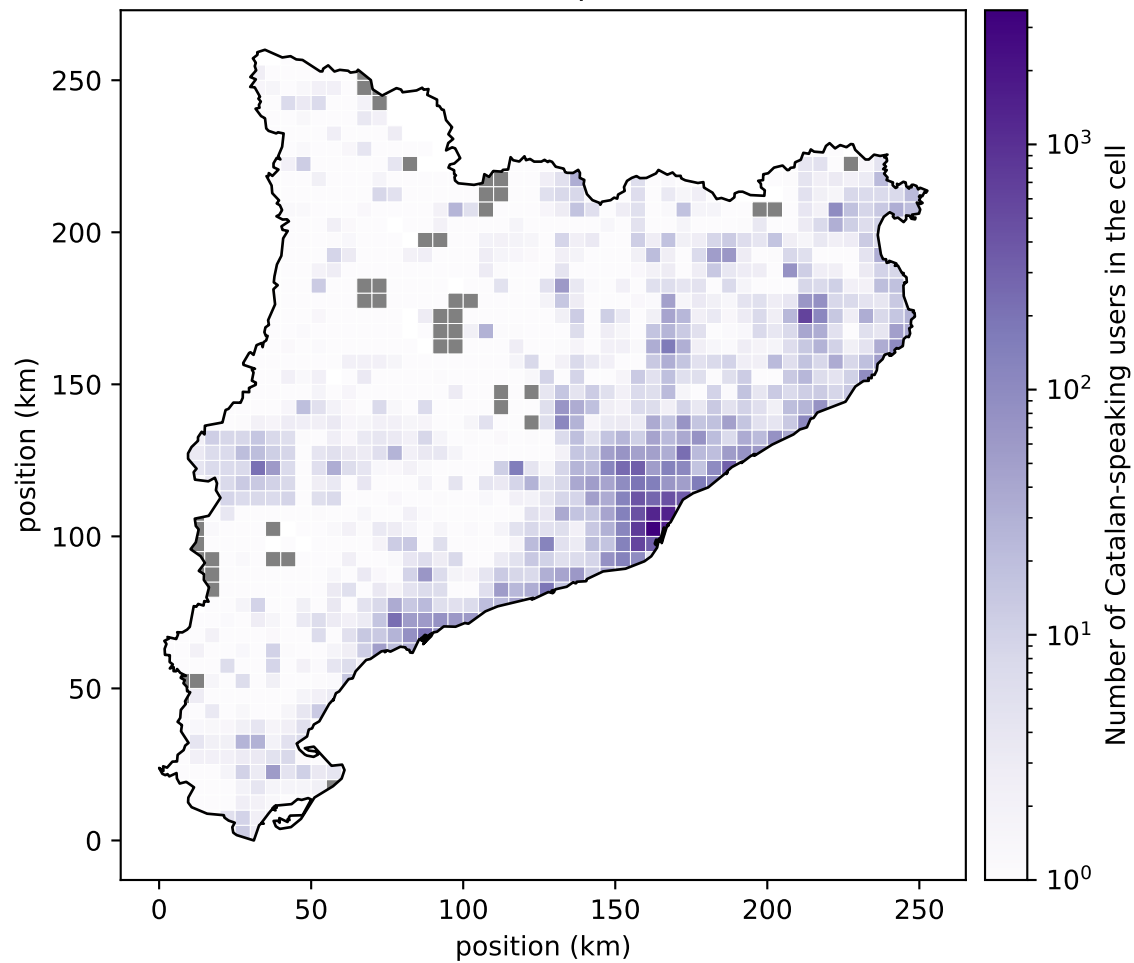 250
200
150
100
50
0
position (km)
0 50 100 150 200 250
position (km)
10³
10²
10¹
10⁰
Number of Catalan-speaking users in the cell